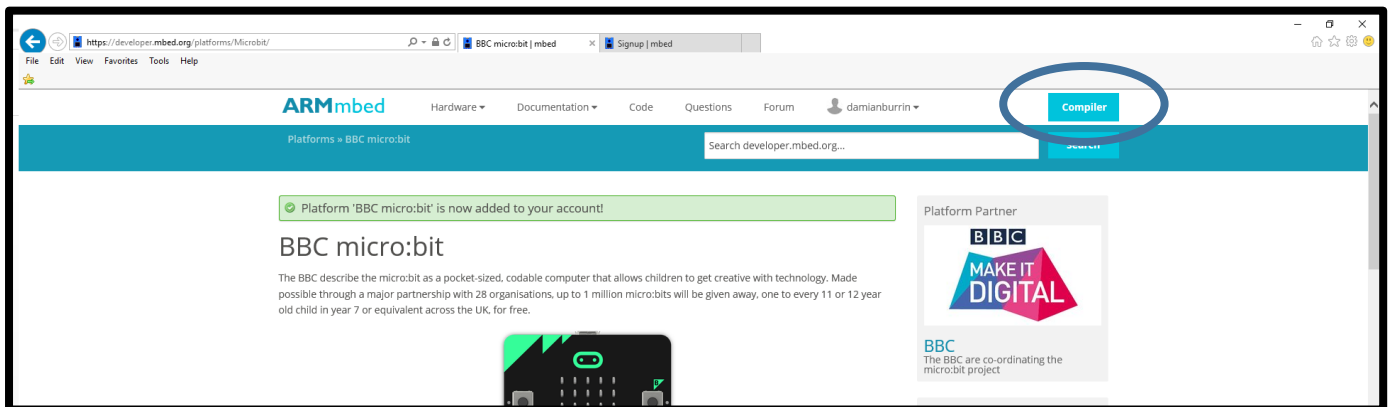 https://developer.mbed.org/platforms/Microbit/
BBC micro:bit | mbed
Signup | mbed
File Edit View Favorites Tools Help
ARMmbed
Hardware
Documentation
Code
Questions
Forum
damianburrin
Compiler
Platforms » BBC micro:bit
Search developer.mbed.org...
Search
Platform 'BBC micro:bit' is now added to your account!
BBC micro:bit
The BBC describe the micro:bit as a pocket-sized, codable computer that allows children to get creative with technology. Made
possible through a major partnership with 28 organisations, up to 1 million micro:bits will be given away, one to every 11 or 12 year
old child in year 7 or equivalent across the UK, for free.
Platform Partner
BBC
MAKE IT
DIGITAL
BBC
The BBC are co-ordinating the
micro:bit project